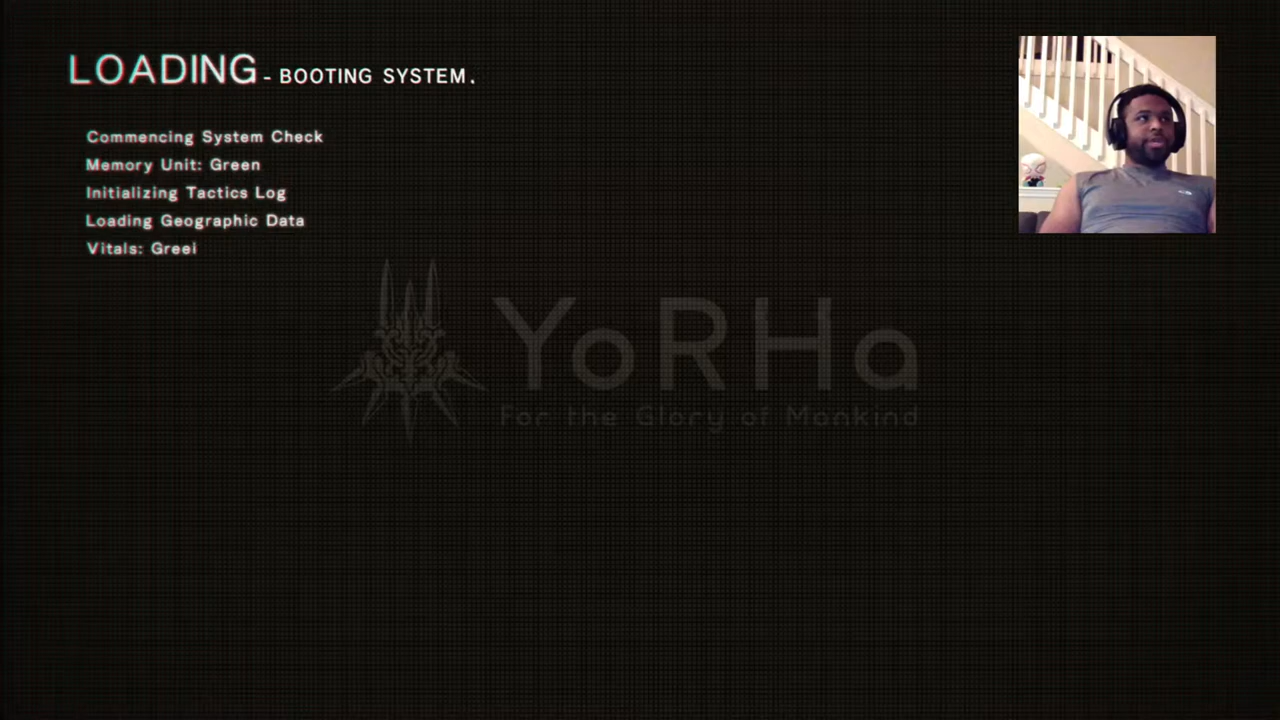 LOADING - BOOTING SYSTEM.
Commencing System Check
Memory Unit: Green
Initializing Tactics Log
Loading Geographic Data
Vitals: Greei
YoRHa
For the Glory of Mankind